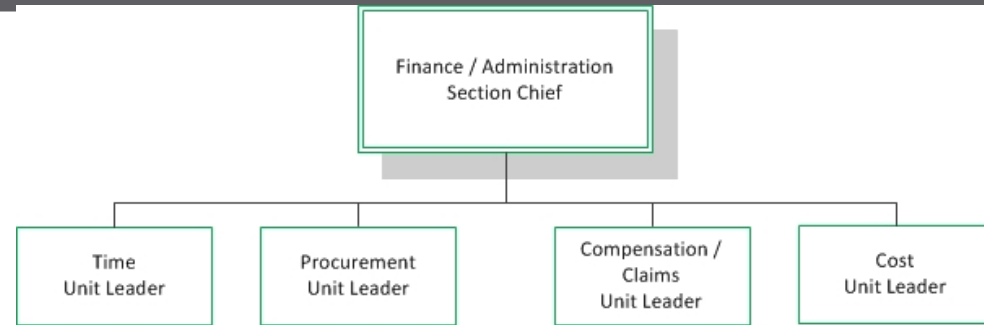 Finance / Administration
Section Chief
Time
Unit Leader
Procurement
Unit Leader
Compensation /
Claims
Unit Leader
Cost
Unit Leader